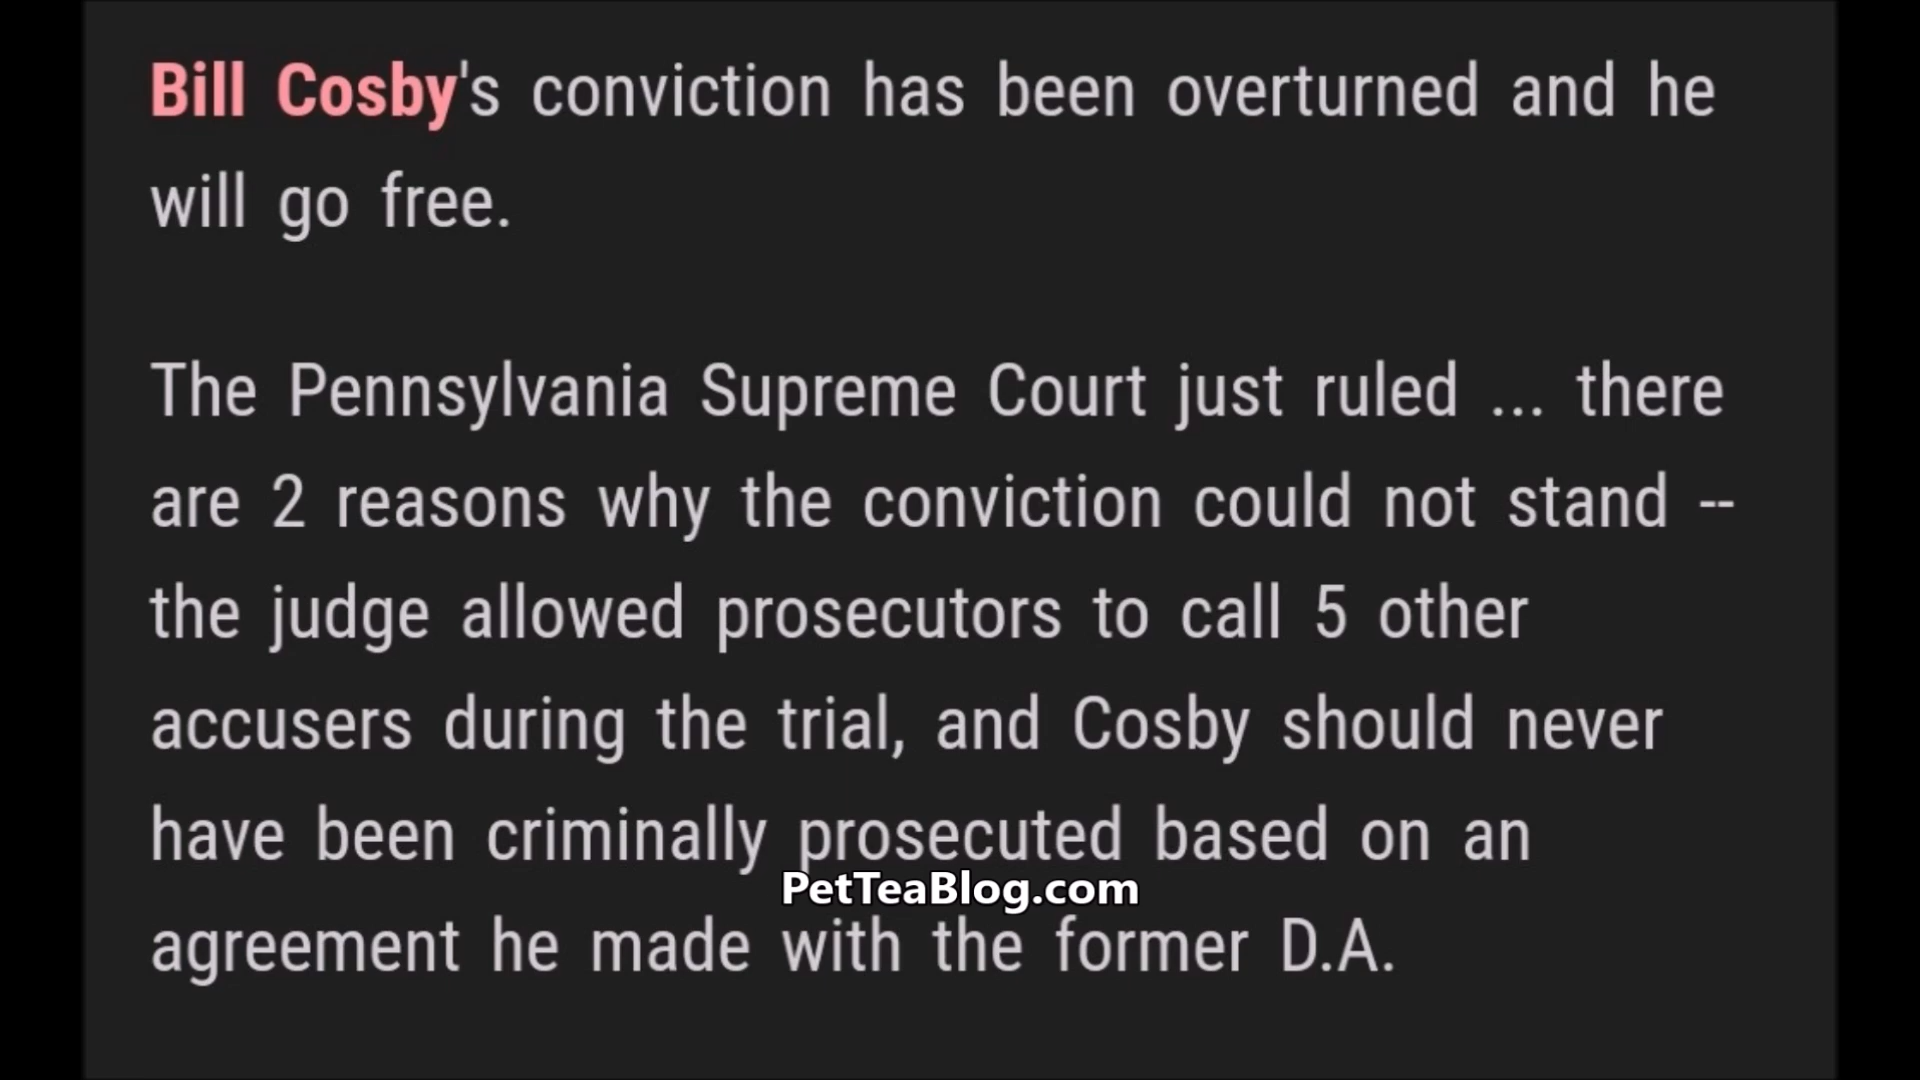 Bill Cosby's conviction has been overturned and he
will go free.
The Pennsylvania Supreme Court just ruled ... there
are 2 reasons why the conviction could not stand --
the judge allowed prosecutors to call 5 other
accusers during the trial, and Cosby should never
have been criminally prosecuted based on an
PetTeaBlog.com
agreement he made with the former D.A.